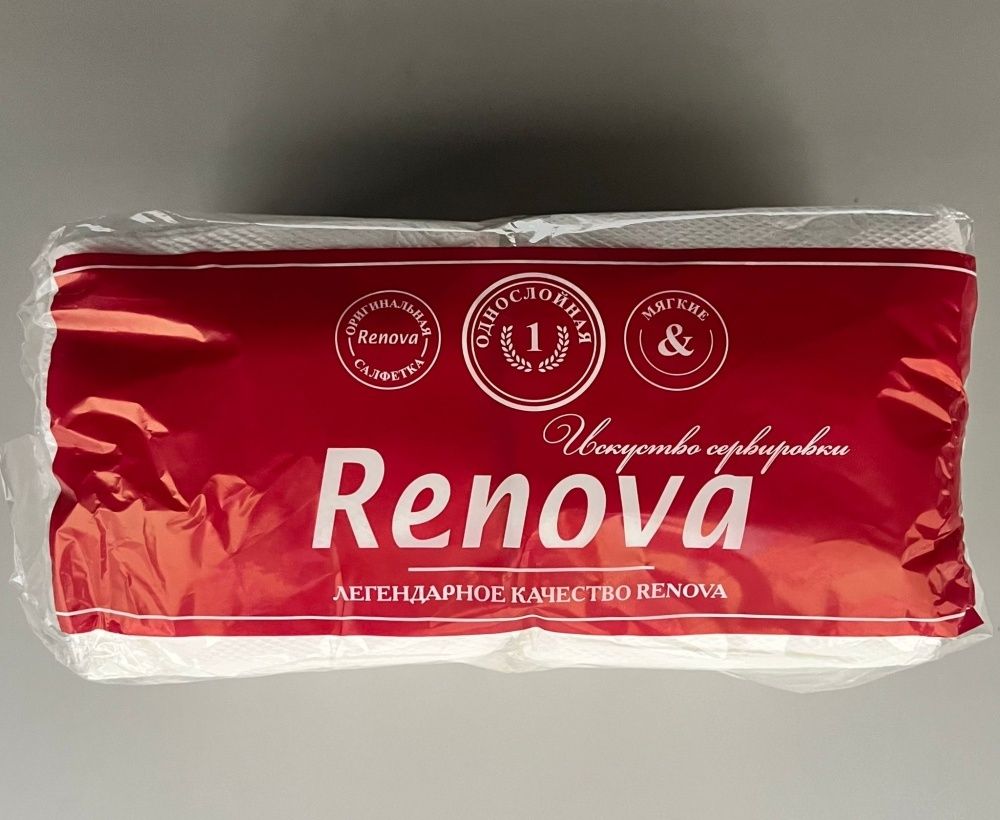 ОРИГИНАЛЬНАЯ
Renova
САЛФЕТКА
ОДНОСЛОЙНАЯ
1
МЯГКИЕ
&
Искуство сервировки
Renova
ЛЕГЕНДАРНОЕ КАЧЕСТВО RENOVA